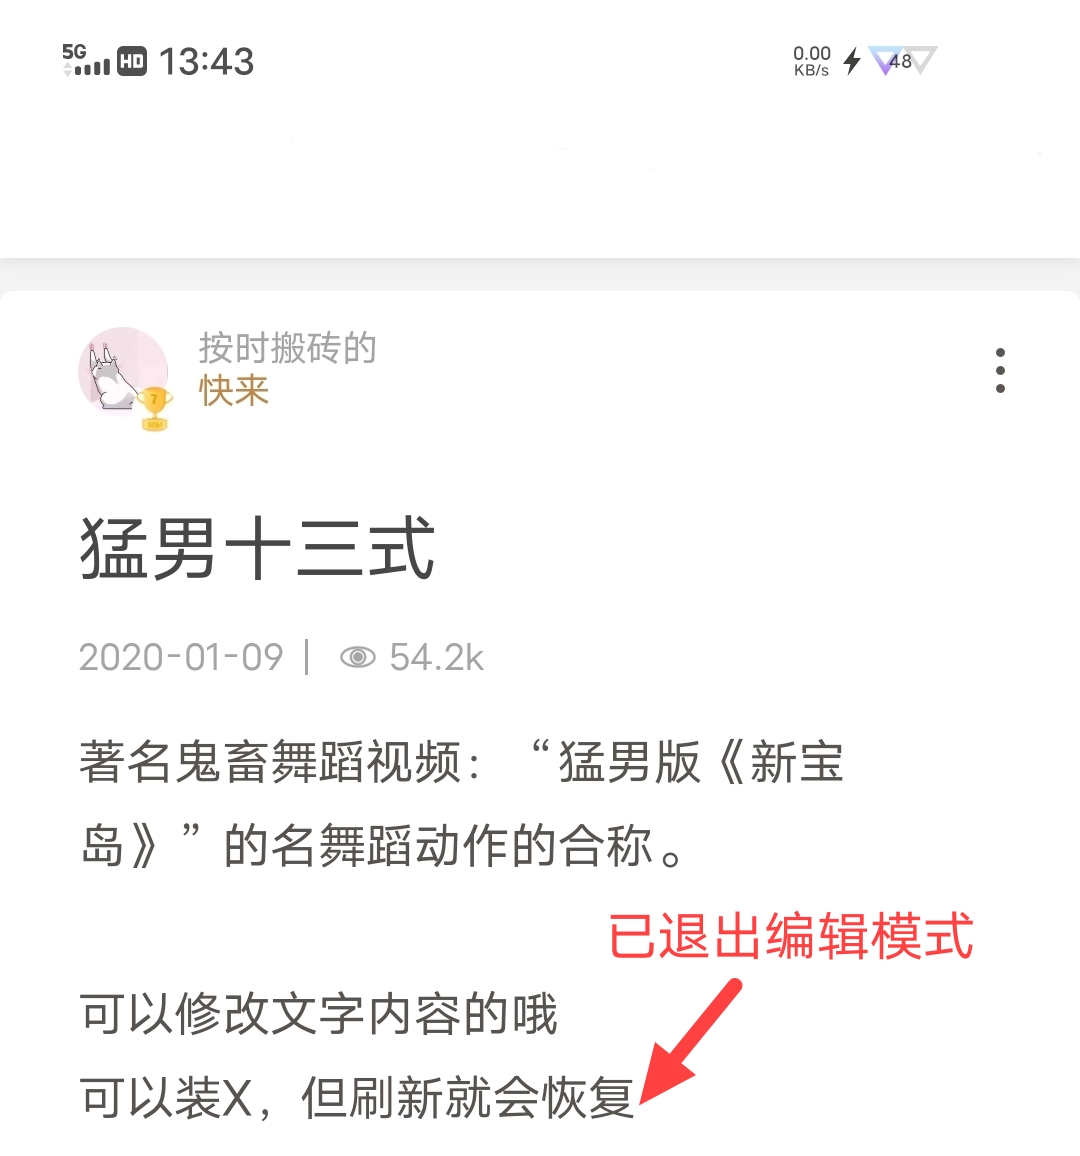 5G HD 13:43 0.00 KB/s 48
按时搬砖的
快来
7
猛男十三式
2020-01-09 | 54.2k
著名鬼畜舞蹈视频：“猛男版《新宝
岛》”的名舞蹈动作的合称。
已退出编辑模式
可以修改文字内容的哦
可以装X，但刷新就会恢复